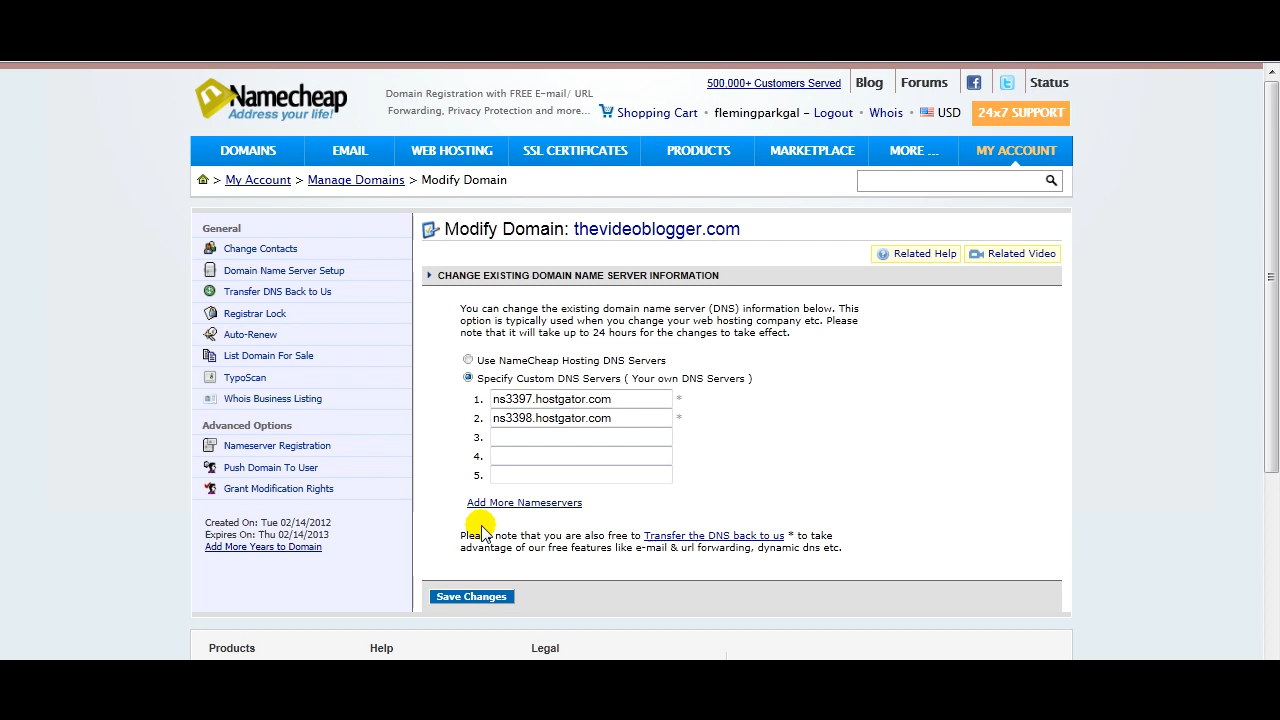 500,000+ Customers Served Blog Forums Status
Namecheap
Address your life!
Domain Registration with FREE E-mail/ URL
Forwarding, Privacy Protection and more...
Shopping Cart • flemingparkgal - Logout • Whois • USD 24x7 SUPPORT
DOMAINS EMAIL WEB HOSTING SSL CERTIFICATES PRODUCTS MARKETPLACE MORE ... MY ACCOUNT
> My Account > Manage Domains > Modify Domain
General
Change Contacts
Domain Name Server Setup
Transfer DNS Back to Us
Registrar Lock
Auto-Renew
List Domain For Sale
TypoScan
Whois Business Listing
Advanced Options
Nameserver Registration
Push Domain To User
Grant Modification Rights
Created On: Tue 02/14/2012
Expires On: Thu 02/14/2013
Add More Years to Domain
Modify Domain: thevideoblogger.com
Related Help Related Video
CHANGE EXISTING DOMAIN NAME SERVER INFORMATION
You can change the existing domain name server (DNS) information below. This
option is typically used when you change your web hosting company etc. Please
note that it will take up to 24 hours for the changes to take effect.
Use NameCheap Hosting DNS Servers
Specify Custom DNS Servers ( Your own DNS Servers )
1. ns3397.hostgator.com *
2. ns3398.hostgator.com *
3.
4.
5.
Add More Nameservers
Please note that you are also free to Transfer the DNS back to us * to take
advantage of our free features like e-mail & url forwarding, dynamic dns etc.
Save Changes
Products Help Legal